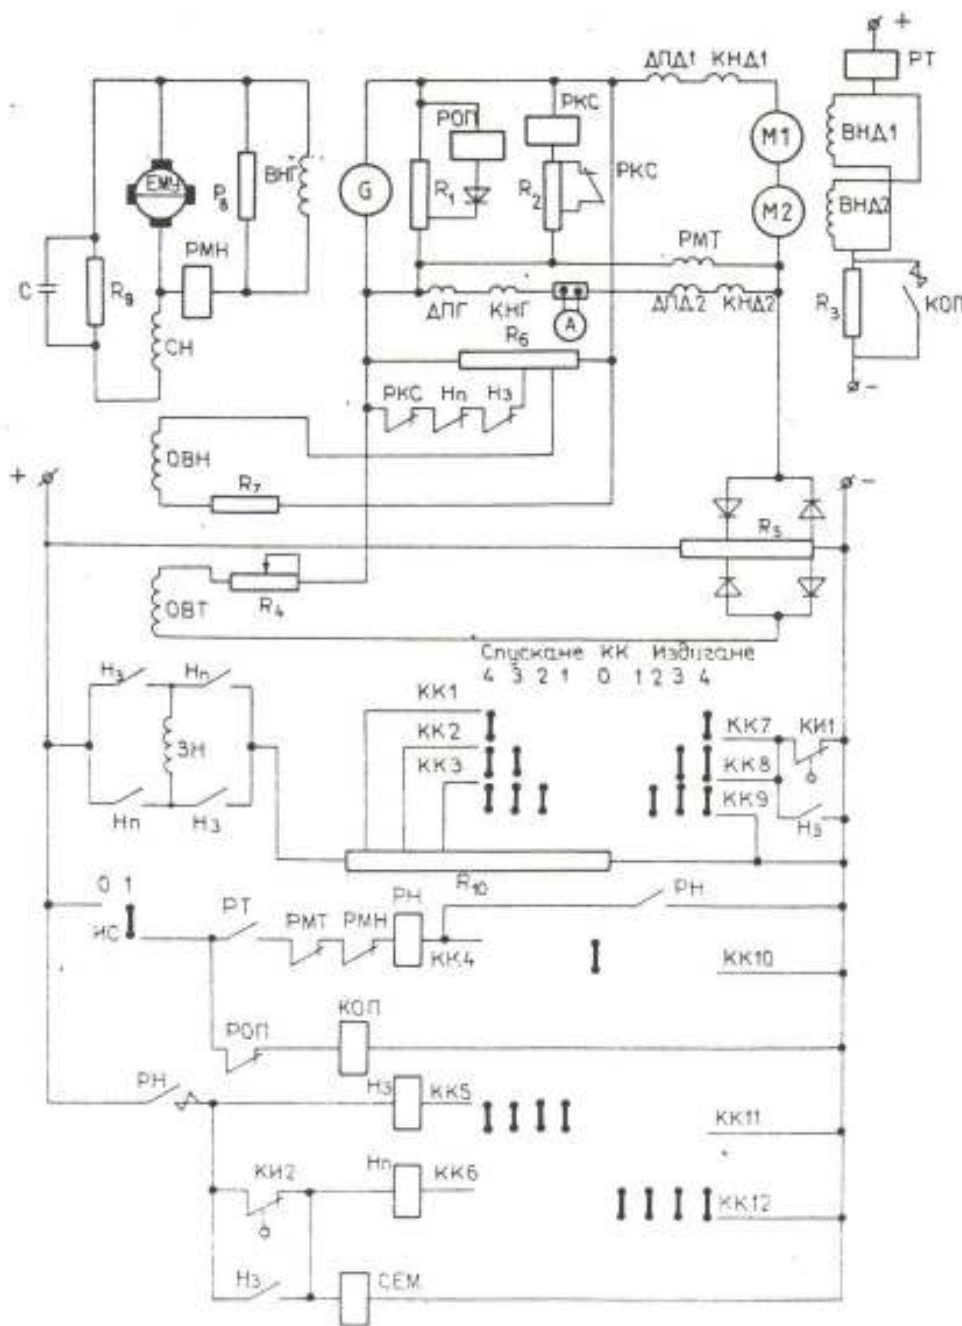 +
РТ
ДПД1 КНД1
ВНД1
М1
РОП
РКС
ЕМУ
ВНГ
G
R₁
R₂
РКС
М2
ВНД2
РМН
РМТ
С
R₉
R₃
КОП
СН
ДПГ
КНГ
А
ДПД2 КНД2
R₆
РКС Нп Нз
-
ОВН
+
R₇
-
R₅
ОВТ
R₄
Спускане КК Издигане
4 3 2 1 0 1 2 3 4
Нз
Нп
КК1
КК2
КК7
КИ1
ЗН
КК3
КК8
КК9
Нп
Нз
Нз
R₁₀
0 1
РТ
РН
РН
ИС
РМТ
РМН
КК4
КК10
РОП
КОП
РН
Нз
КК5
КК11
КИ2
Нп
КК6
КК12
Нз
СЕМ